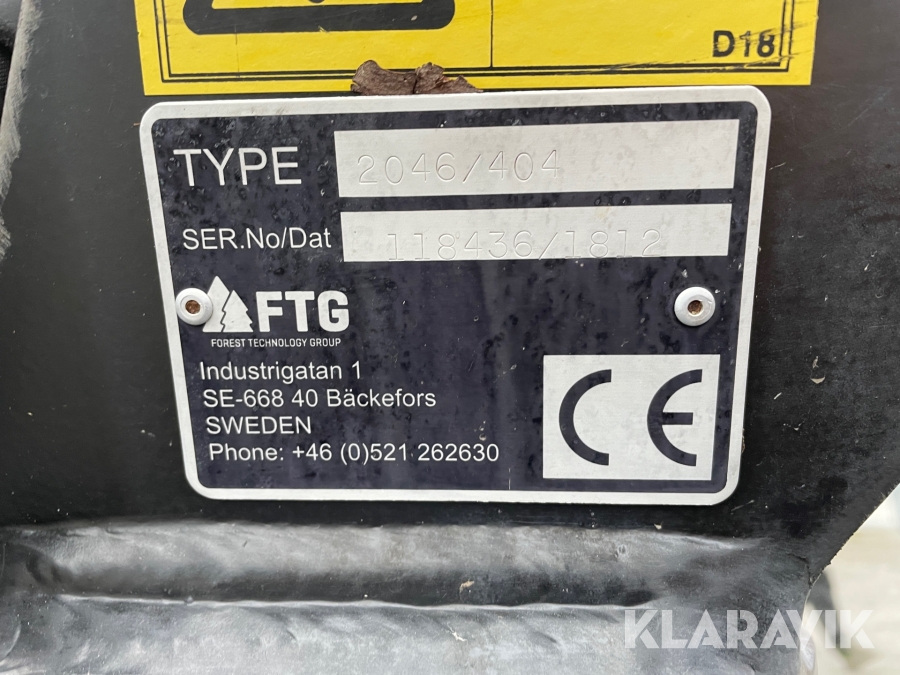 D18
TYPE 2046/404
SER.No/Dat 118436/1812
FTG
FOREST TECHNOLOGY GROUP
Industrigatan 1
SE-668 40 Bäckefors
SWEDEN
Phone: +46 (0)521 262630
CE
KLARAVIK